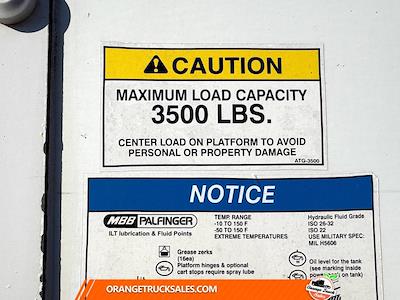 CAUTION
MAXIMUM LOAD CAPACITY
3500 LBS.
CENTER LOAD ON PLATFORM TO AVOID
PERSONAL OR PROPERTY DAMAGE
ATG-3500
NOTICE
MBB PALFINGER
ILT lubrication & Fluid Points
TEMP. RANGE
-10 TO 150 F
-50 TO 150 F
EXTREME TEMPERATURES
Hydraulic Fluid Grade
ISO 26-32
ISO 22
USE MILITARY SPEC:
MIL H5606
Grease zerks
(16ea)
Platform hinges & optional
cart stops require spray lube
Oil level for the tank
(see marking inside
on tank)
ORANGETRUCKSALES.COM